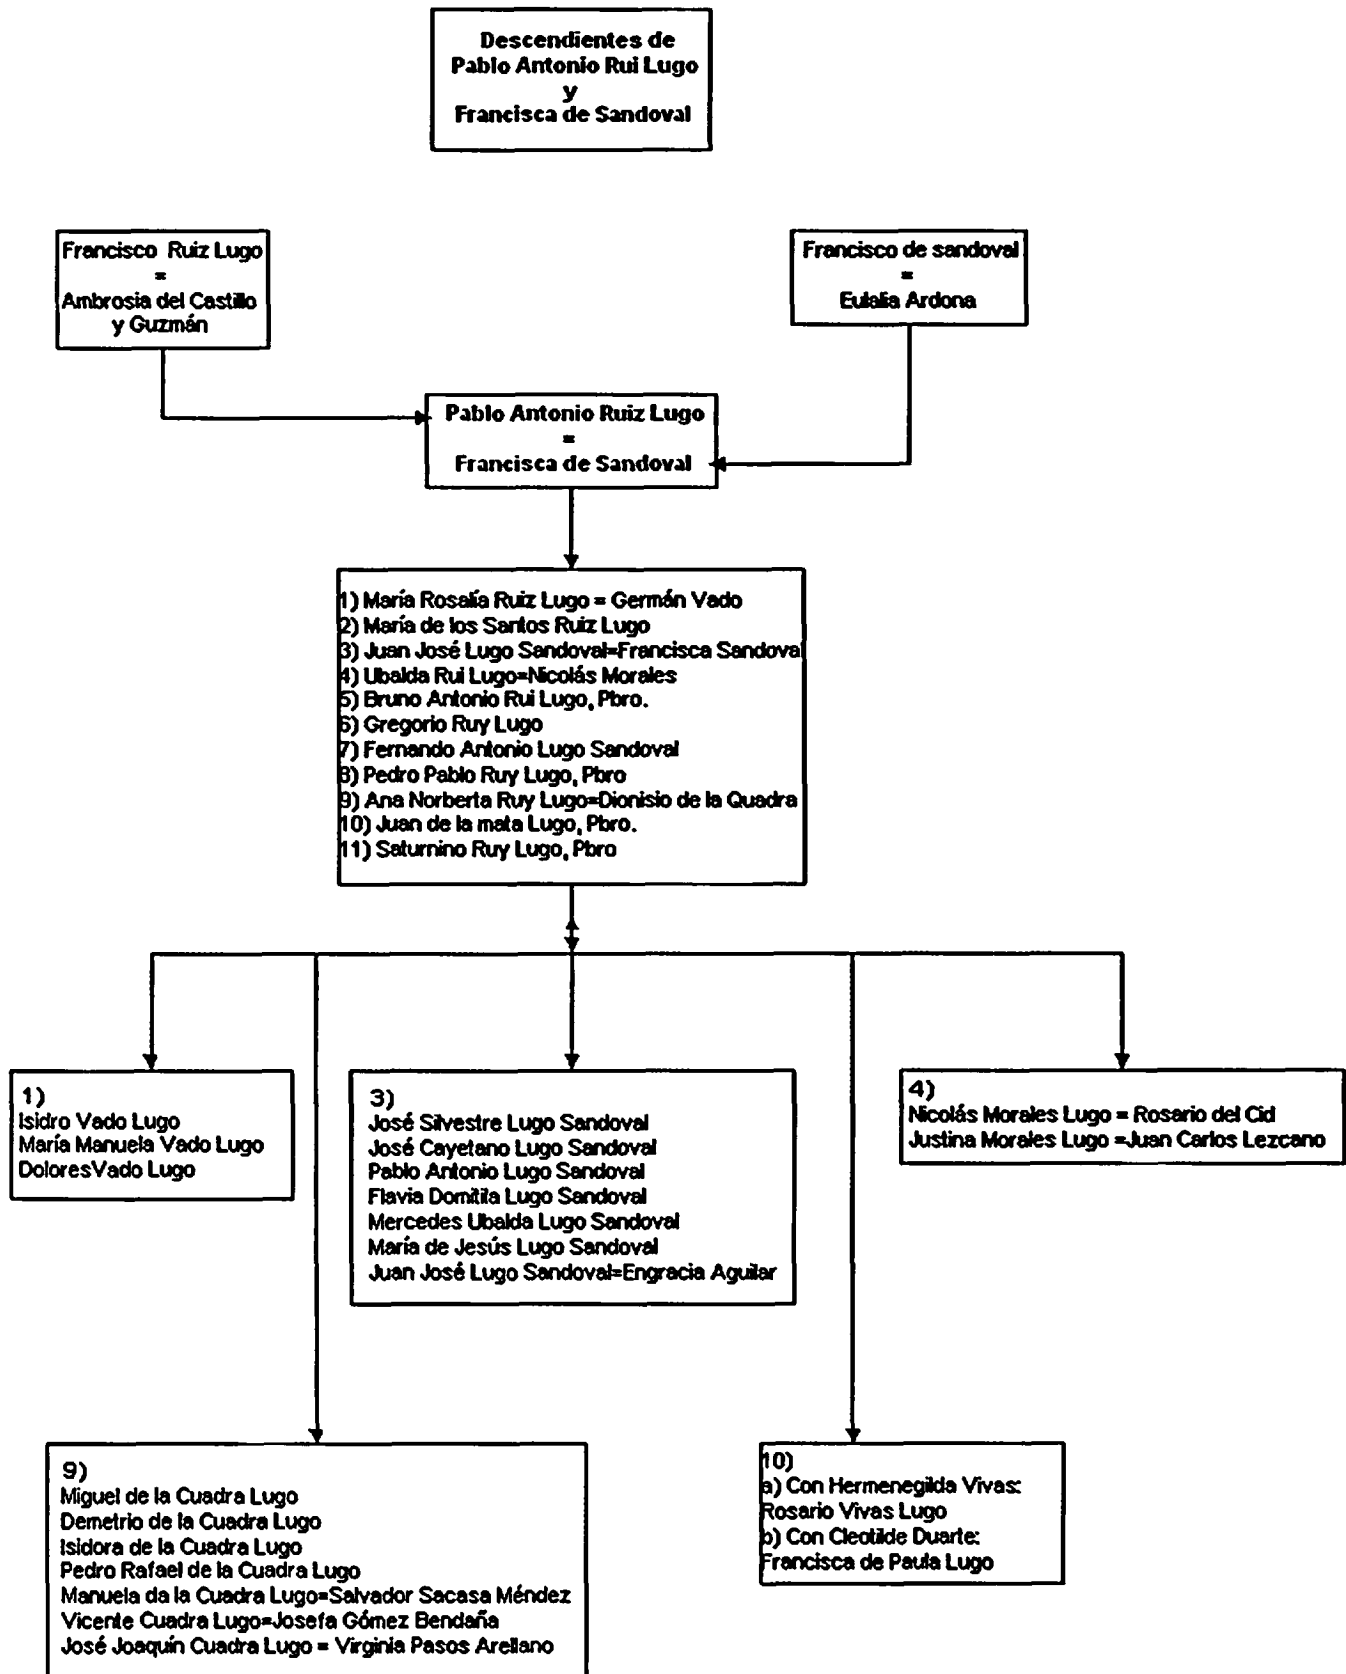 Descendientes de
Pablo Antonio Rui Lugo
y
Francisca de Sandoval
Francisco Ruiz Lugo
=
Ambrosia del Castillo
y Guzmán
Francisco de sandoval
=
Eulalia Ardona
Pablo Antonio Ruiz Lugo
=
Francisca de Sandoval
1) María Rosalía Ruiz Lugo = Germán Vado
2) María de los Santos Ruiz Lugo
3) Juan José Lugo Sandoval=Francisca Sandoval
4) Ubalda Rui Lugo=Nicolás Morales
5) Bruno Antonio Rui Lugo, Pbro.
6) Gregorio Ruy Lugo
7) Fernando Antonio Lugo Sandoval
8) Pedro Pablo Ruy Lugo, Pbro
9) Ana Norberta Ruy Lugo=Dionisio de la Quadra
10) Juan de la mata Lugo, Pbro.
11) Saturnino Ruy Lugo, Pbro
1)
Isidro Vado Lugo
María Manuela Vado Lugo
DoloresVado Lugo
3)
José Silvestre Lugo Sandoval
José Cayetano Lugo Sandoval
Pablo Antonio Lugo Sandoval
Flavia Domitila Lugo Sandoval
Mercedes Ubalda Lugo Sandoval
María de Jesús Lugo Sandoval
Juan José Lugo Sandoval=Engracia Aguilar
4)
Nicolás Morales Lugo = Rosario del Cid
Justina Morales Lugo =Juan Carlos Lezcano
9)
Miguel de la Cuadra Lugo
Demetrio de la Cuadra Lugo
Isidora de la Cuadra Lugo
Pedro Rafael de la Cuadra Lugo
Manuela da la Cuadra Lugo=Salvador Sacasa Méndez
Vicente Cuadra Lugo=Josefa Gómez Bendaña
José Joaquín Cuadra Lugo = Virginia Pasos Arellano
10)
a) Con Hermenegilda Vivas:
Rosario Vivas Lugo
b) Con Cleotilde Duarte:
Francisca de Paula Lugo